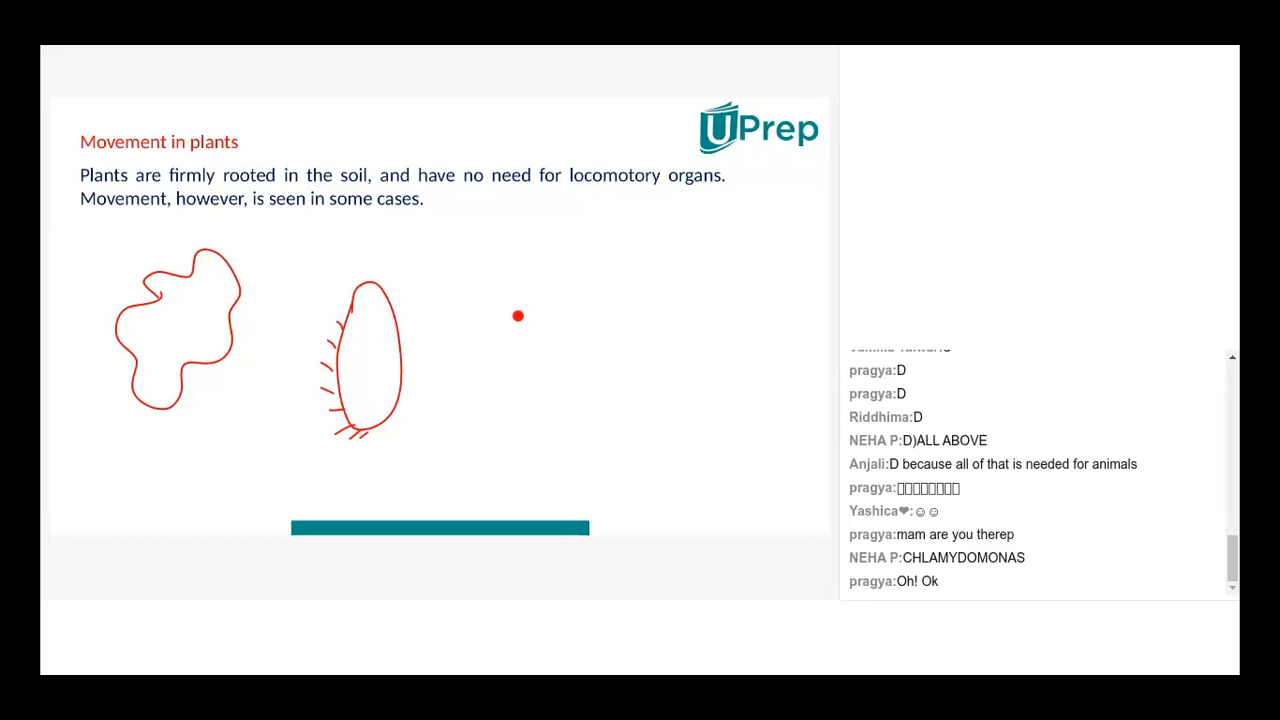 UPrep
Movement in plants
Plants are firmly rooted in the soil, and have no need for locomotory organs.
Movement, however, is seen in some cases.
pragya:D
pragya:D
Riddhima:D
NEHA P:D)ALL ABOVE
Anjali:D because all of that is needed for animals
pragya:▯▯▯▯▯▯▯▯
Yashica❤:☺☺
pragya:mam are you therep
NEHA P:CHLAMYDOMONAS
pragya:Oh! Ok